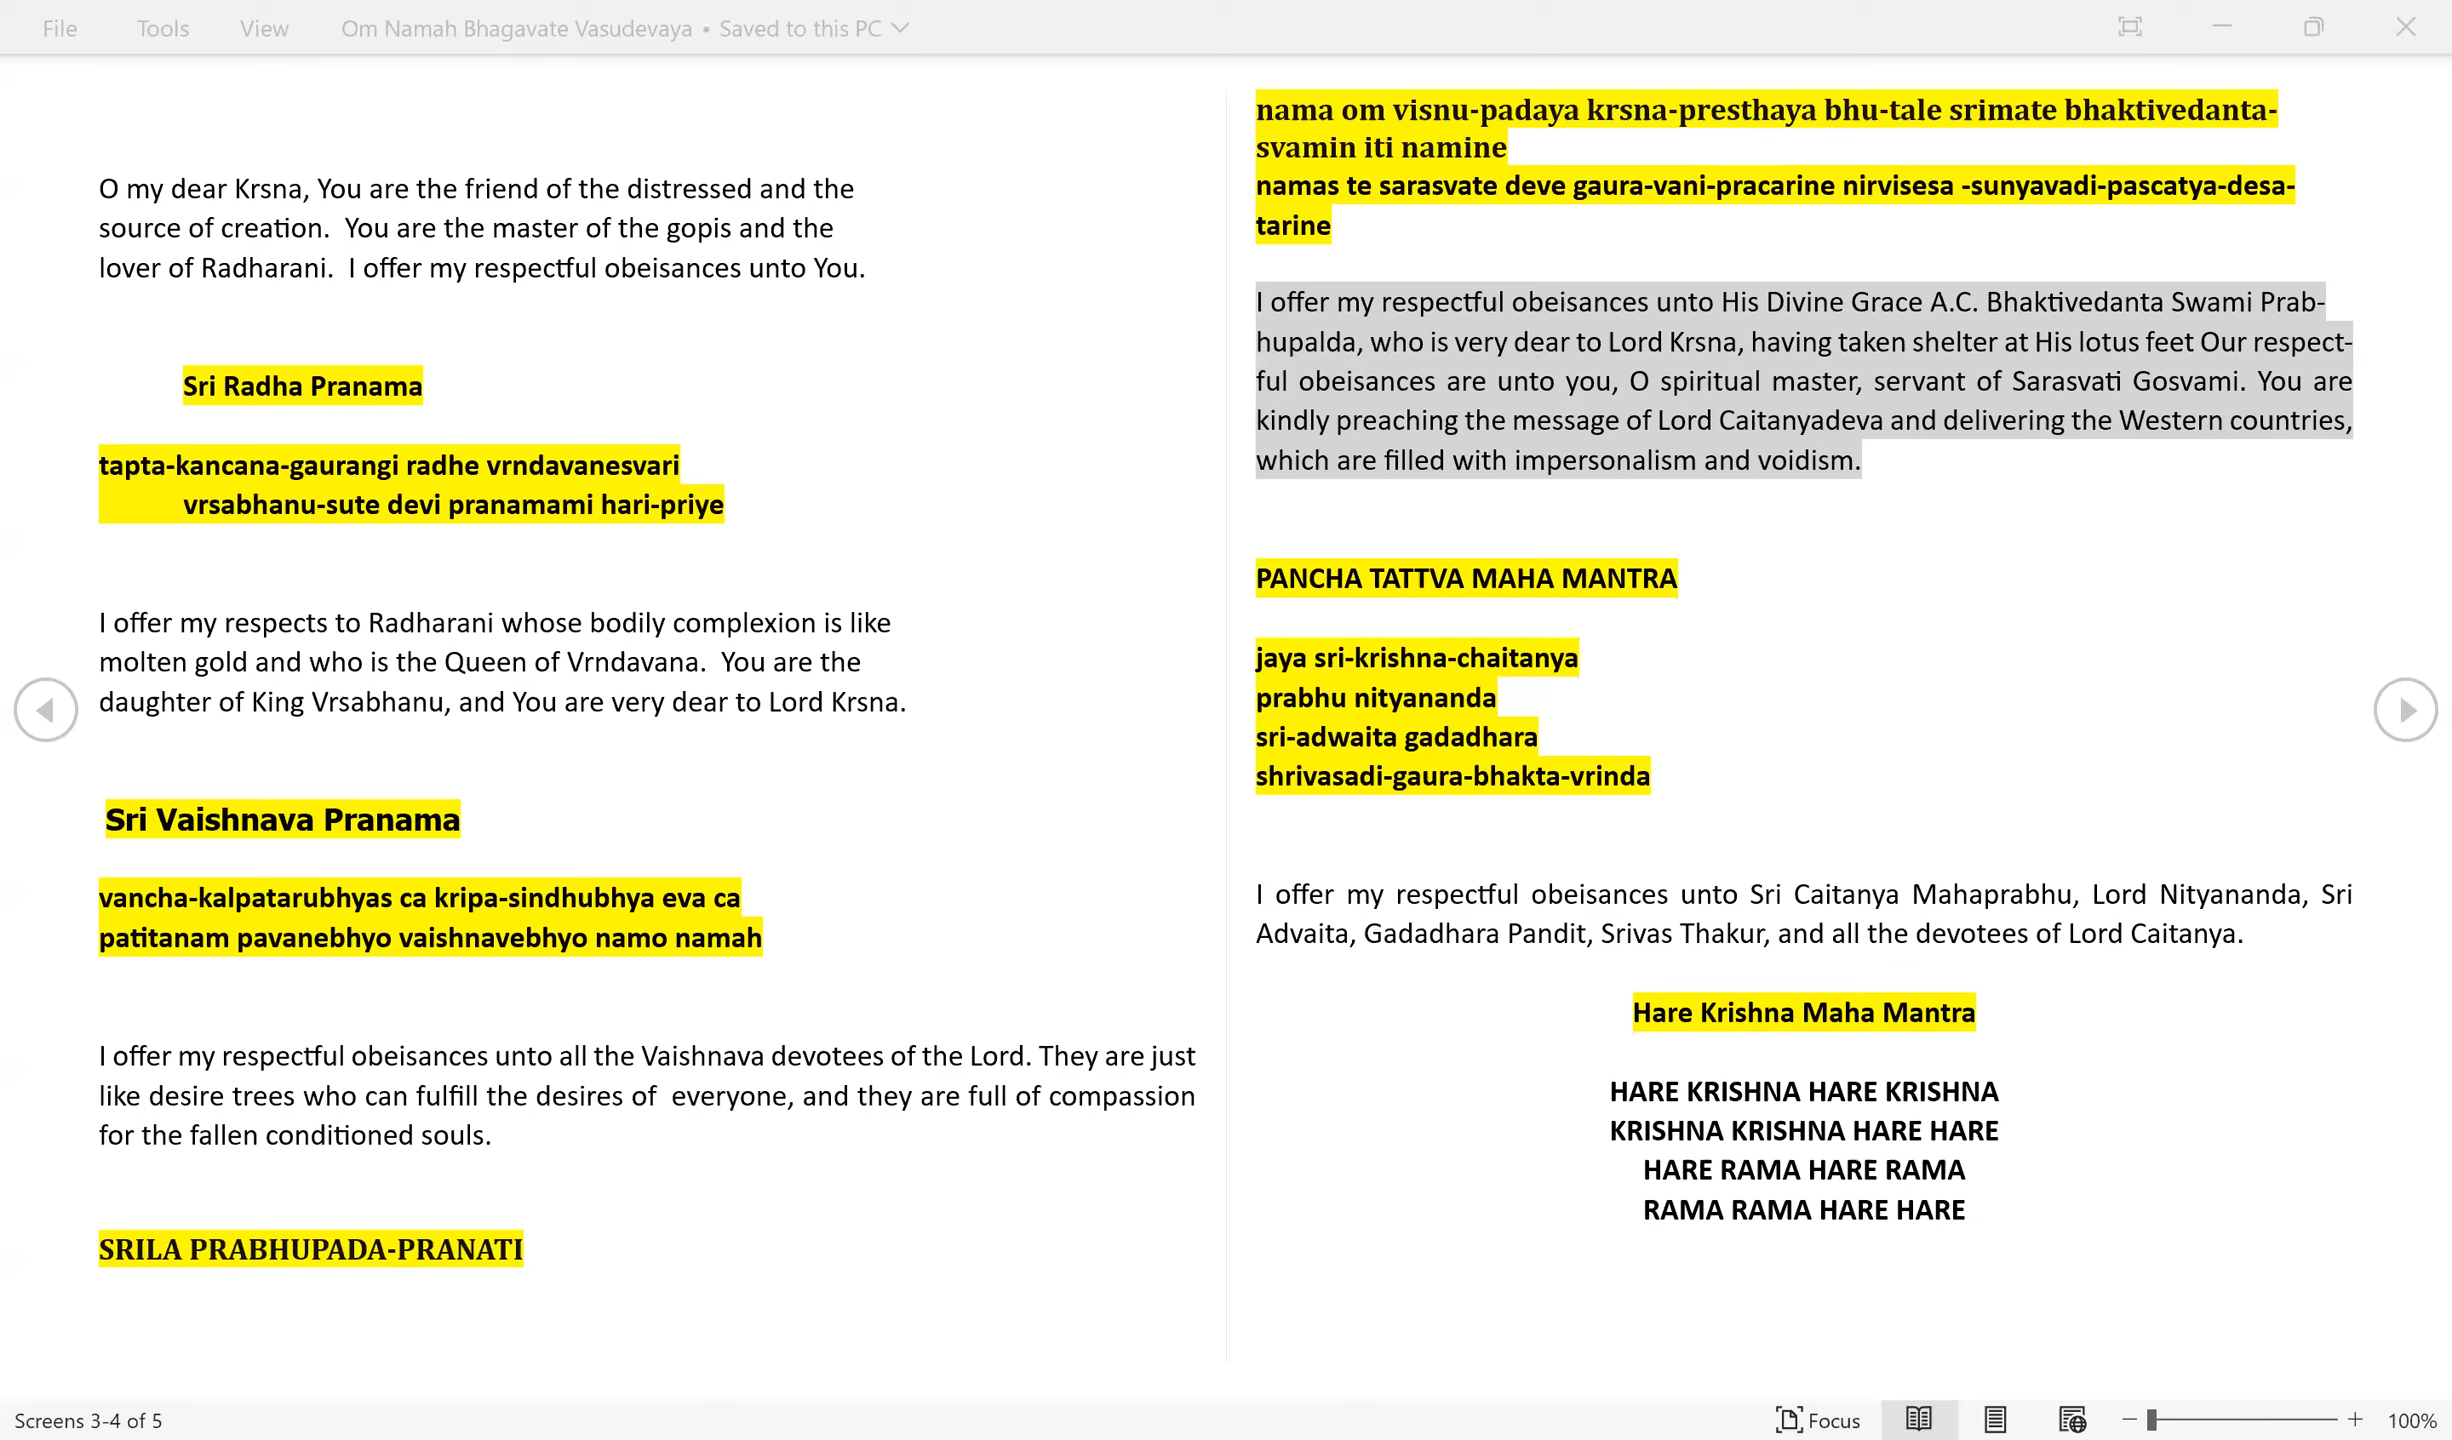 File Tools View Om Namah Bhagavate Vasudevaya • Saved to this PC
O my dear Krsna, You are the friend of the distressed and the
source of creation.  You are the master of the gopis and the
lover of Radharani.  I offer my respectful obeisances unto You.
Sri Radha Pranama
tapta-kancana-gaurangi radhe vrndavanesvari
vrsabhanu-sute devi pranamami hari-priye
I offer my respects to Radharani whose bodily complexion is like
molten gold and who is the Queen of Vrndavana.  You are the
daughter of King Vrsabhanu, and You are very dear to Lord Krsna.
Sri Vaishnava Pranama
vancha-kalpatarubhyas ca kripa-sindhubhya eva ca
patitanam pavanebhyo vaishnavebhyo namo namah
I offer my respectful obeisances unto all the Vaishnava devotees of the Lord. They are just
like desire trees who can fulfill the desires of  everyone, and they are full of compassion
for the fallen conditioned souls.
SRILA PRABHUPADA-PRANATI
nama om visnu-padaya krsna-presthaya bhu-tale srimate bhaktivedanta-
svamin iti namine
namas te sarasvate deve gaura-vani-pracarine nirvisesa -sunyavadi-pascatya-desa-
tarine
I offer my respectful obeisances unto His Divine Grace A.C. Bhaktivedanta Swami Prab-
hupalda, who is very dear to Lord Krsna, having taken shelter at His lotus feet Our respect-
ful obeisances are unto you, O spiritual master, servant of Sarasvati Gosvami. You are
kindly preaching the message of Lord Caitanyadeva and delivering the Western countries,
which are filled with impersonalism and voidism.
PANCHA TATTVA MAHA MANTRA
jaya sri-krishna-chaitanya
prabhu nityananda
sri-adwaita gadadhara
shrivasadi-gaura-bhakta-vrinda
I offer my respectful obeisances unto Sri Caitanya Mahaprabhu, Lord Nityananda, Sri
Advaita, Gadadhara Pandit, Srivas Thakur, and all the devotees of Lord Caitanya.
Hare Krishna Maha Mantra
HARE KRISHNA HARE KRISHNA
KRISHNA KRISHNA HARE HARE
HARE RAMA HARE RAMA
RAMA RAMA HARE HARE
Screens 3-4 of 5 Focus 100%